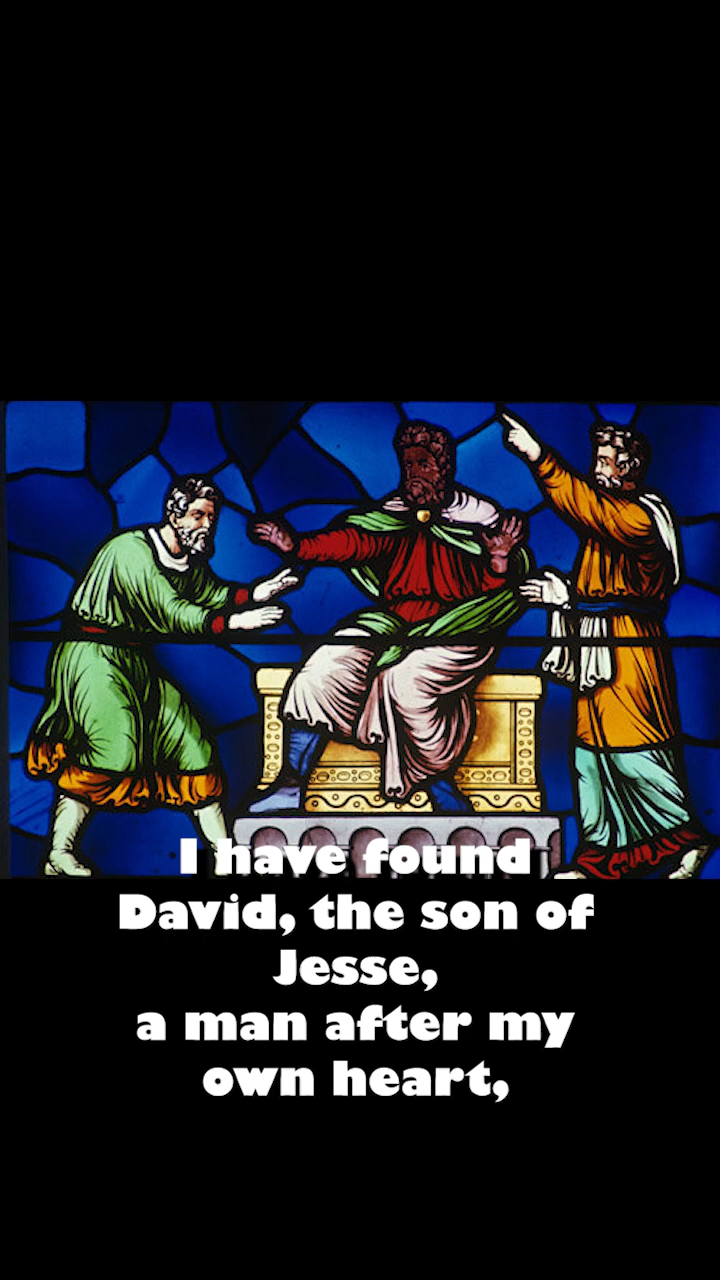 I have found
David, the son of
Jesse,
a man after my
own heart,